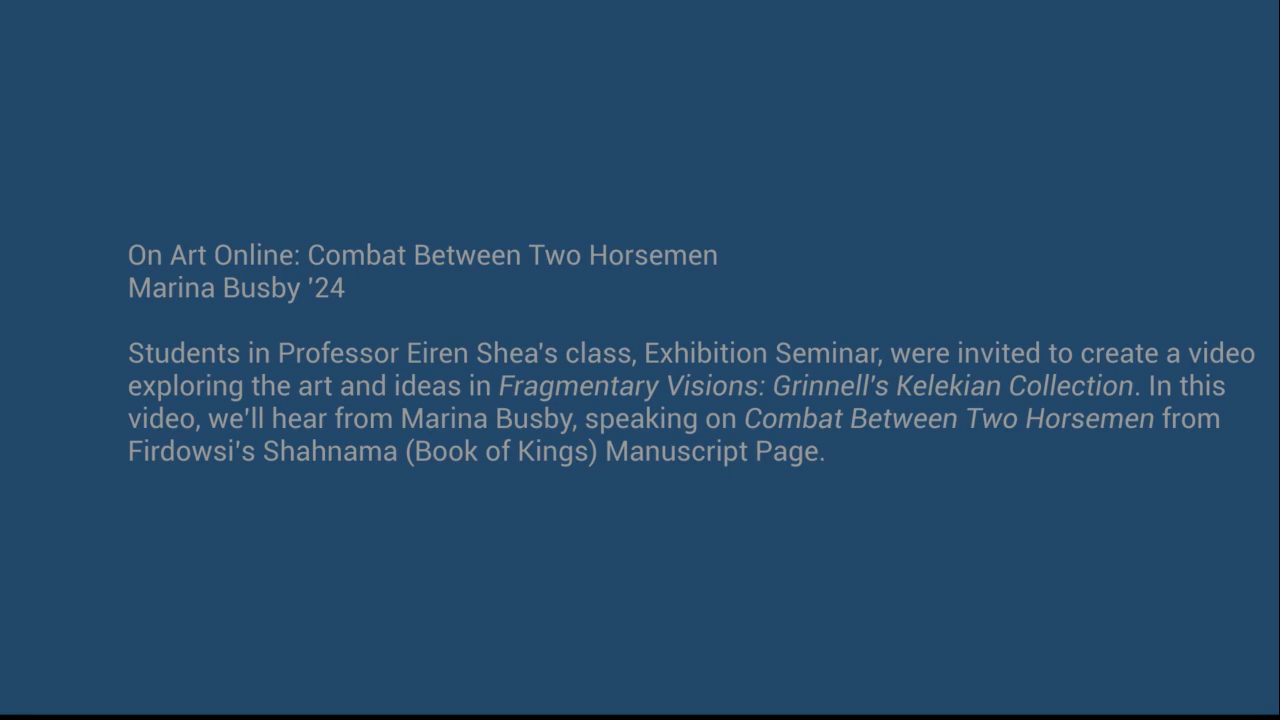 On Art Online: Combat Between Two Horsemen
Marina Busby '24
Students in Professor Eiren Shea's class, Exhibition Seminar, were invited to create a video
exploring the art and ideas in Fragmentary Visions: Grinnell's Kelekian Collection. In this
video, we'll hear from Marina Busby, speaking on Combat Between Two Horsemen from
Firdowsi's Shahnama (Book of Kings) Manuscript Page.